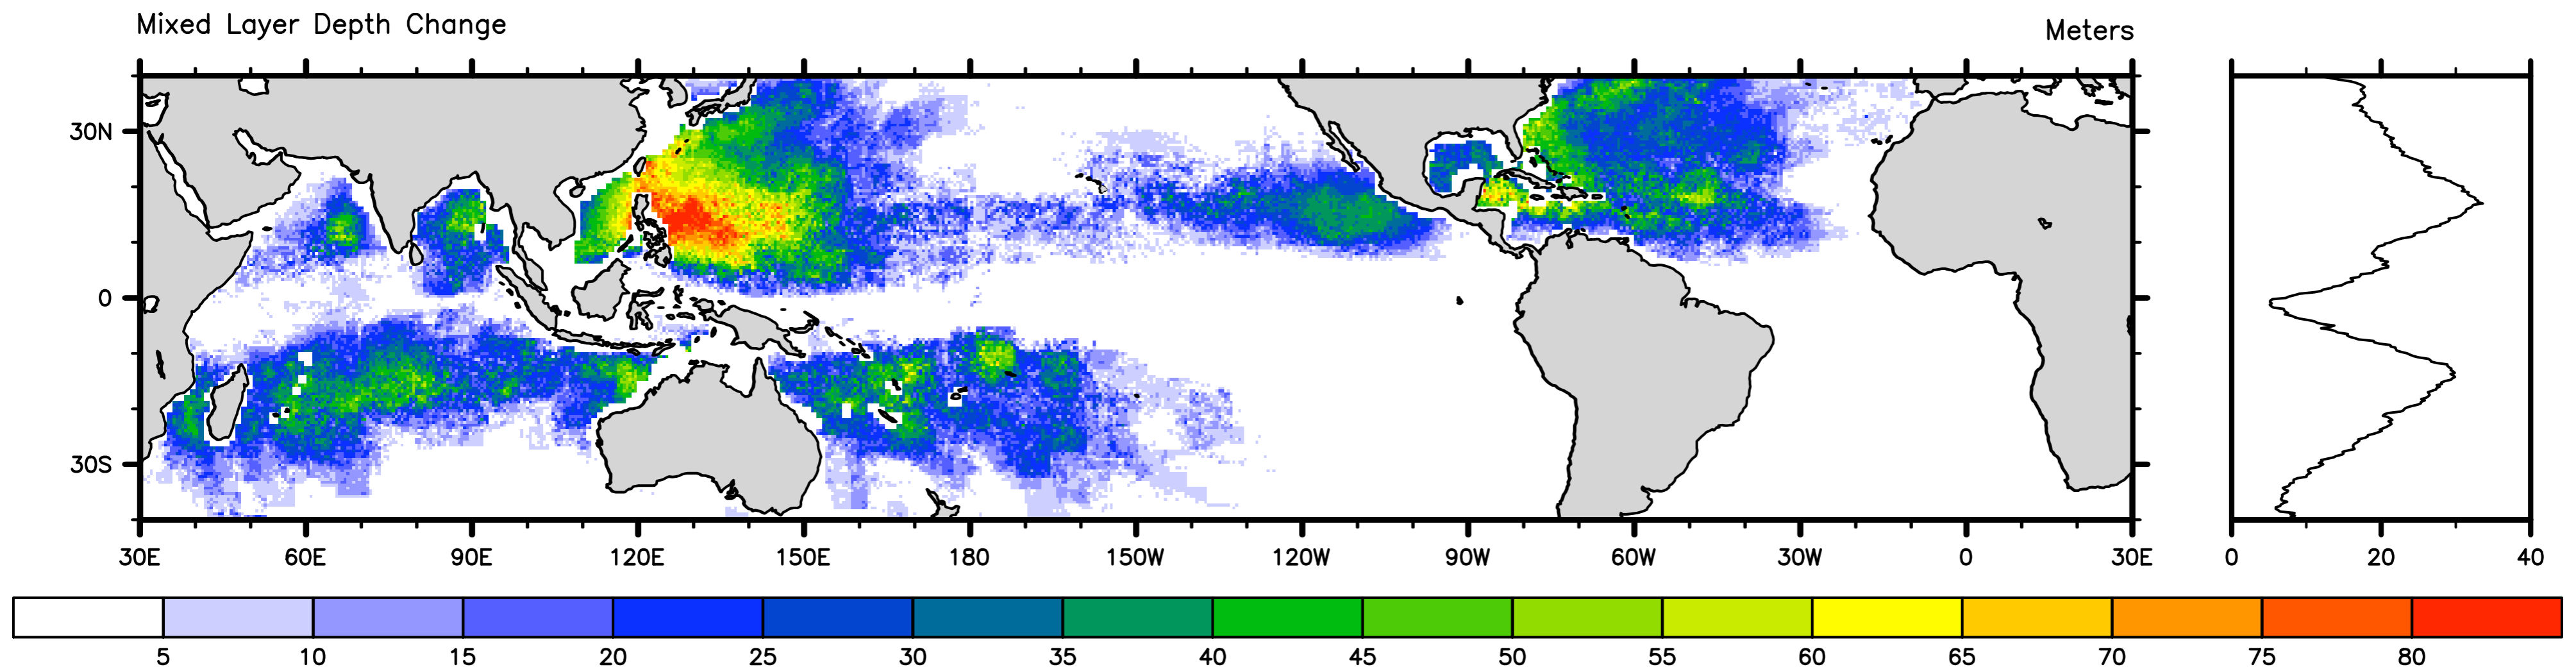 Mixed Layer Depth Change Meters
30N
0
30S
30E 60E 90E 120E 150E 180 150W 120W 90W 60W 30W 0 30E 0 20 40
5 10 15 20 25 30 35 40 45 50 55 60 65 70 75 80